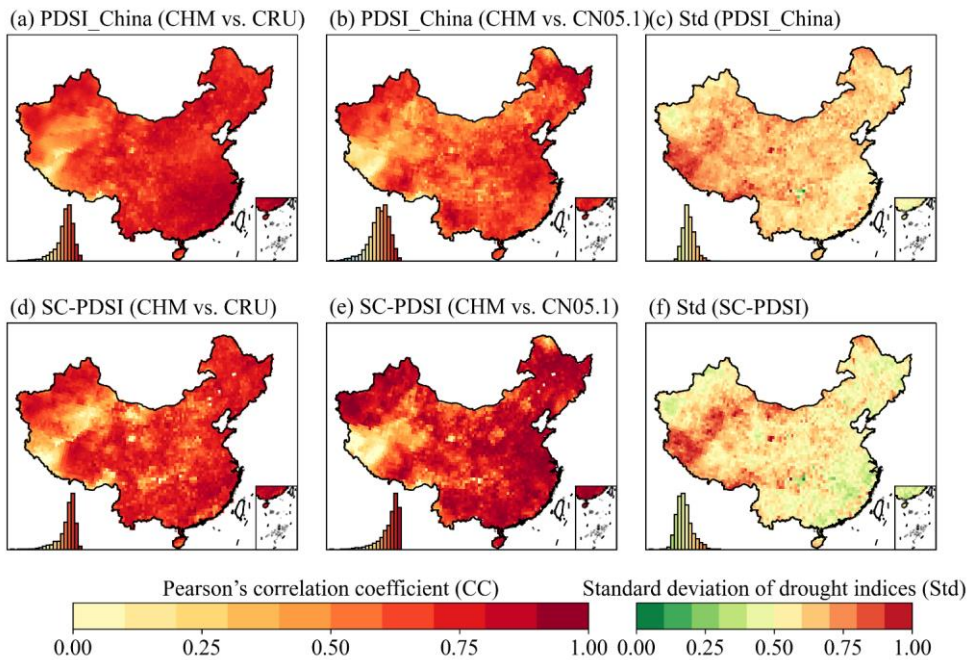 (a) PDSI_China (CHM vs. CRU)
(b) PDSI_China (CHM vs. CN05.1)
(c) Std (PDSI_China)
(d) SC-PDSI (CHM vs. CRU)
(e) SC-PDSI (CHM vs. CN05.1)
(f) Std (SC-PDSI)
Pearson’s correlation coefficient (CC)
Standard deviation of drought indices (Std)
0.00 0.25 0.50 0.75 1.00
0.00 0.25 0.50 0.75 1.00